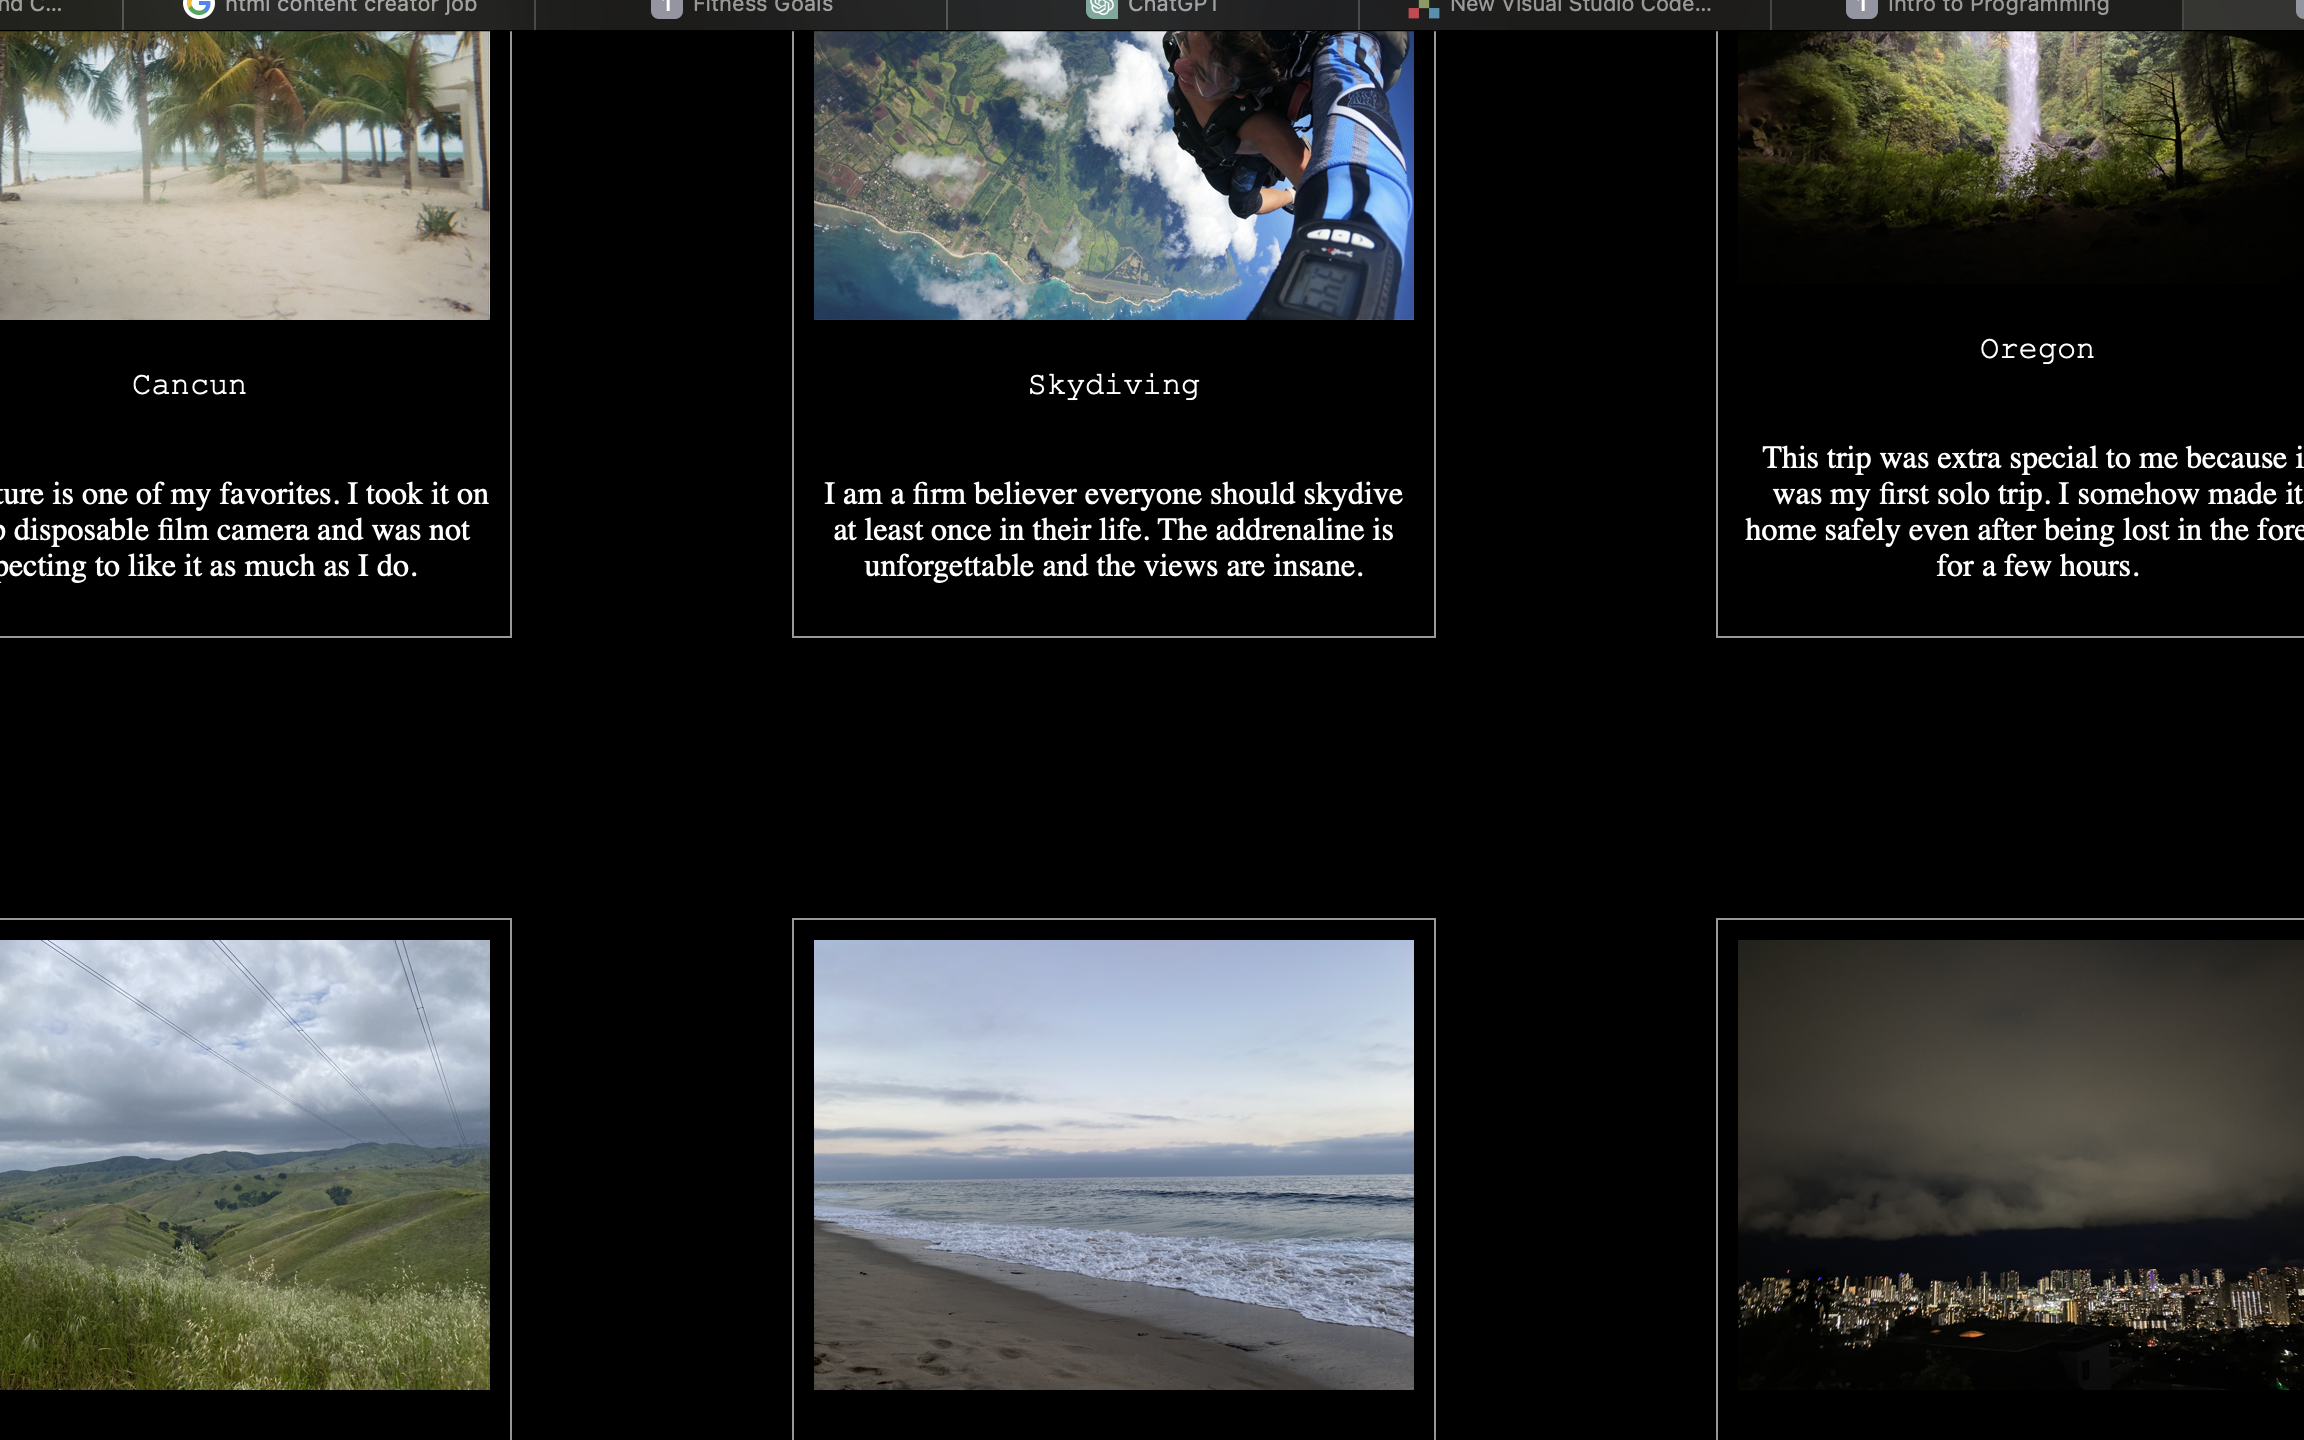 nd C...
html content creator job
Fitness Goals
ChatGPT
New Visual Studio Code...
Intro to Programming
Cancun
Skydiving
Oregon
ture is one of my favorites. I took it on
disposable film camera and was not
pecting to like it as much as I do.
I am a firm believer everyone should skydive
at least once in their life. The addrenaline is
unforgettable and the views are insane.
This trip was extra special to me because i
was my first solo trip. I somehow made it
home safely even after being lost in the fore
for a few hours.